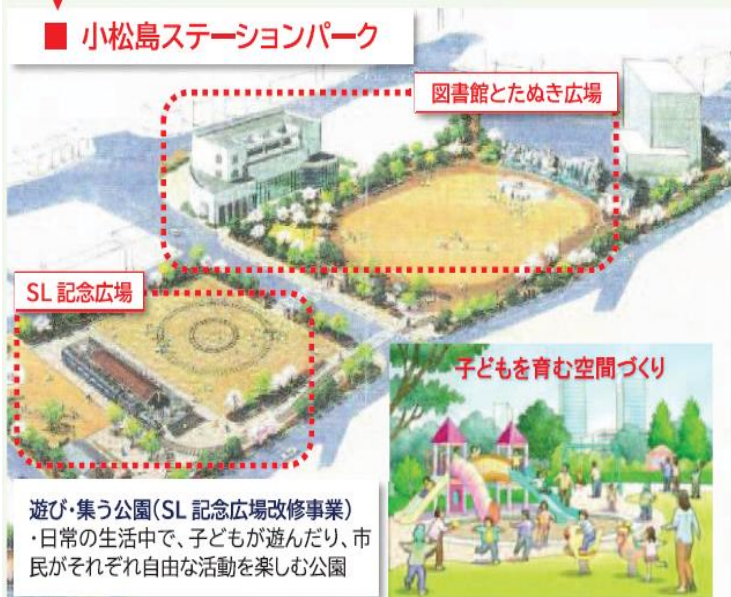 ■ 小松島ステーションパーク
図書館とたぬき広場
SL 記念広場
子どもを育む空間づくり
遊び・集う公園(SL 記念広場改修事業)
・日常の生活中で、子どもが遊んだり、市
民がそれぞれ自由な活動を楽しむ公園